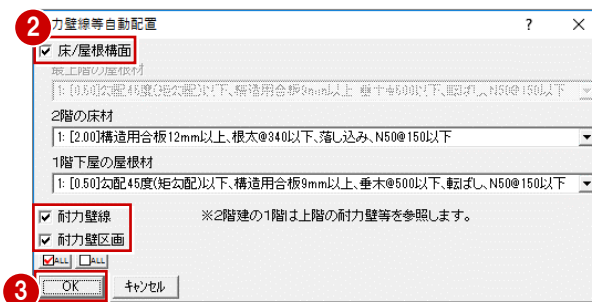 2
力壁線等自動配置 ? ×
床/屋根構面
最上階の屋根材
1: [0.50]勾配45度(矩勾配)以下、構造用合板9mm以上、垂木@500以下、転ばし、N50@150以下
2階の床材
1: [2.00]構造用合板12mm以上、根太@340以下、落し込み、N50@150以下
1階下屋の屋根材
1: [0.50]勾配45度(矩勾配)以下、構造用合板9mm以上、垂木@500以下、転ばし、N50@150以下
耐力壁線 ※2階建の1階は上階の耐力壁等を参照します。
耐力壁区画
ALL ALL
3 OK キャンセル